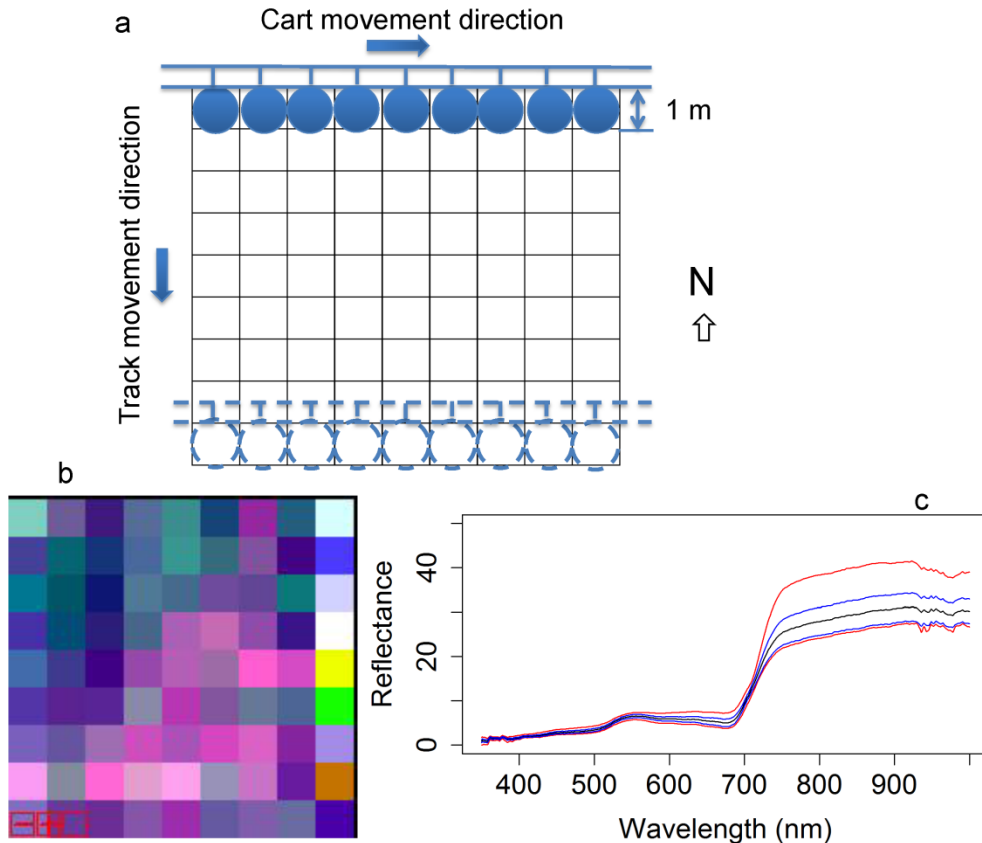 a
Cart movement direction
1 m
Track movement direction
N
b
c
Reflectance
40
20
0
400 500 600 700 800 900
Wavelength (nm)